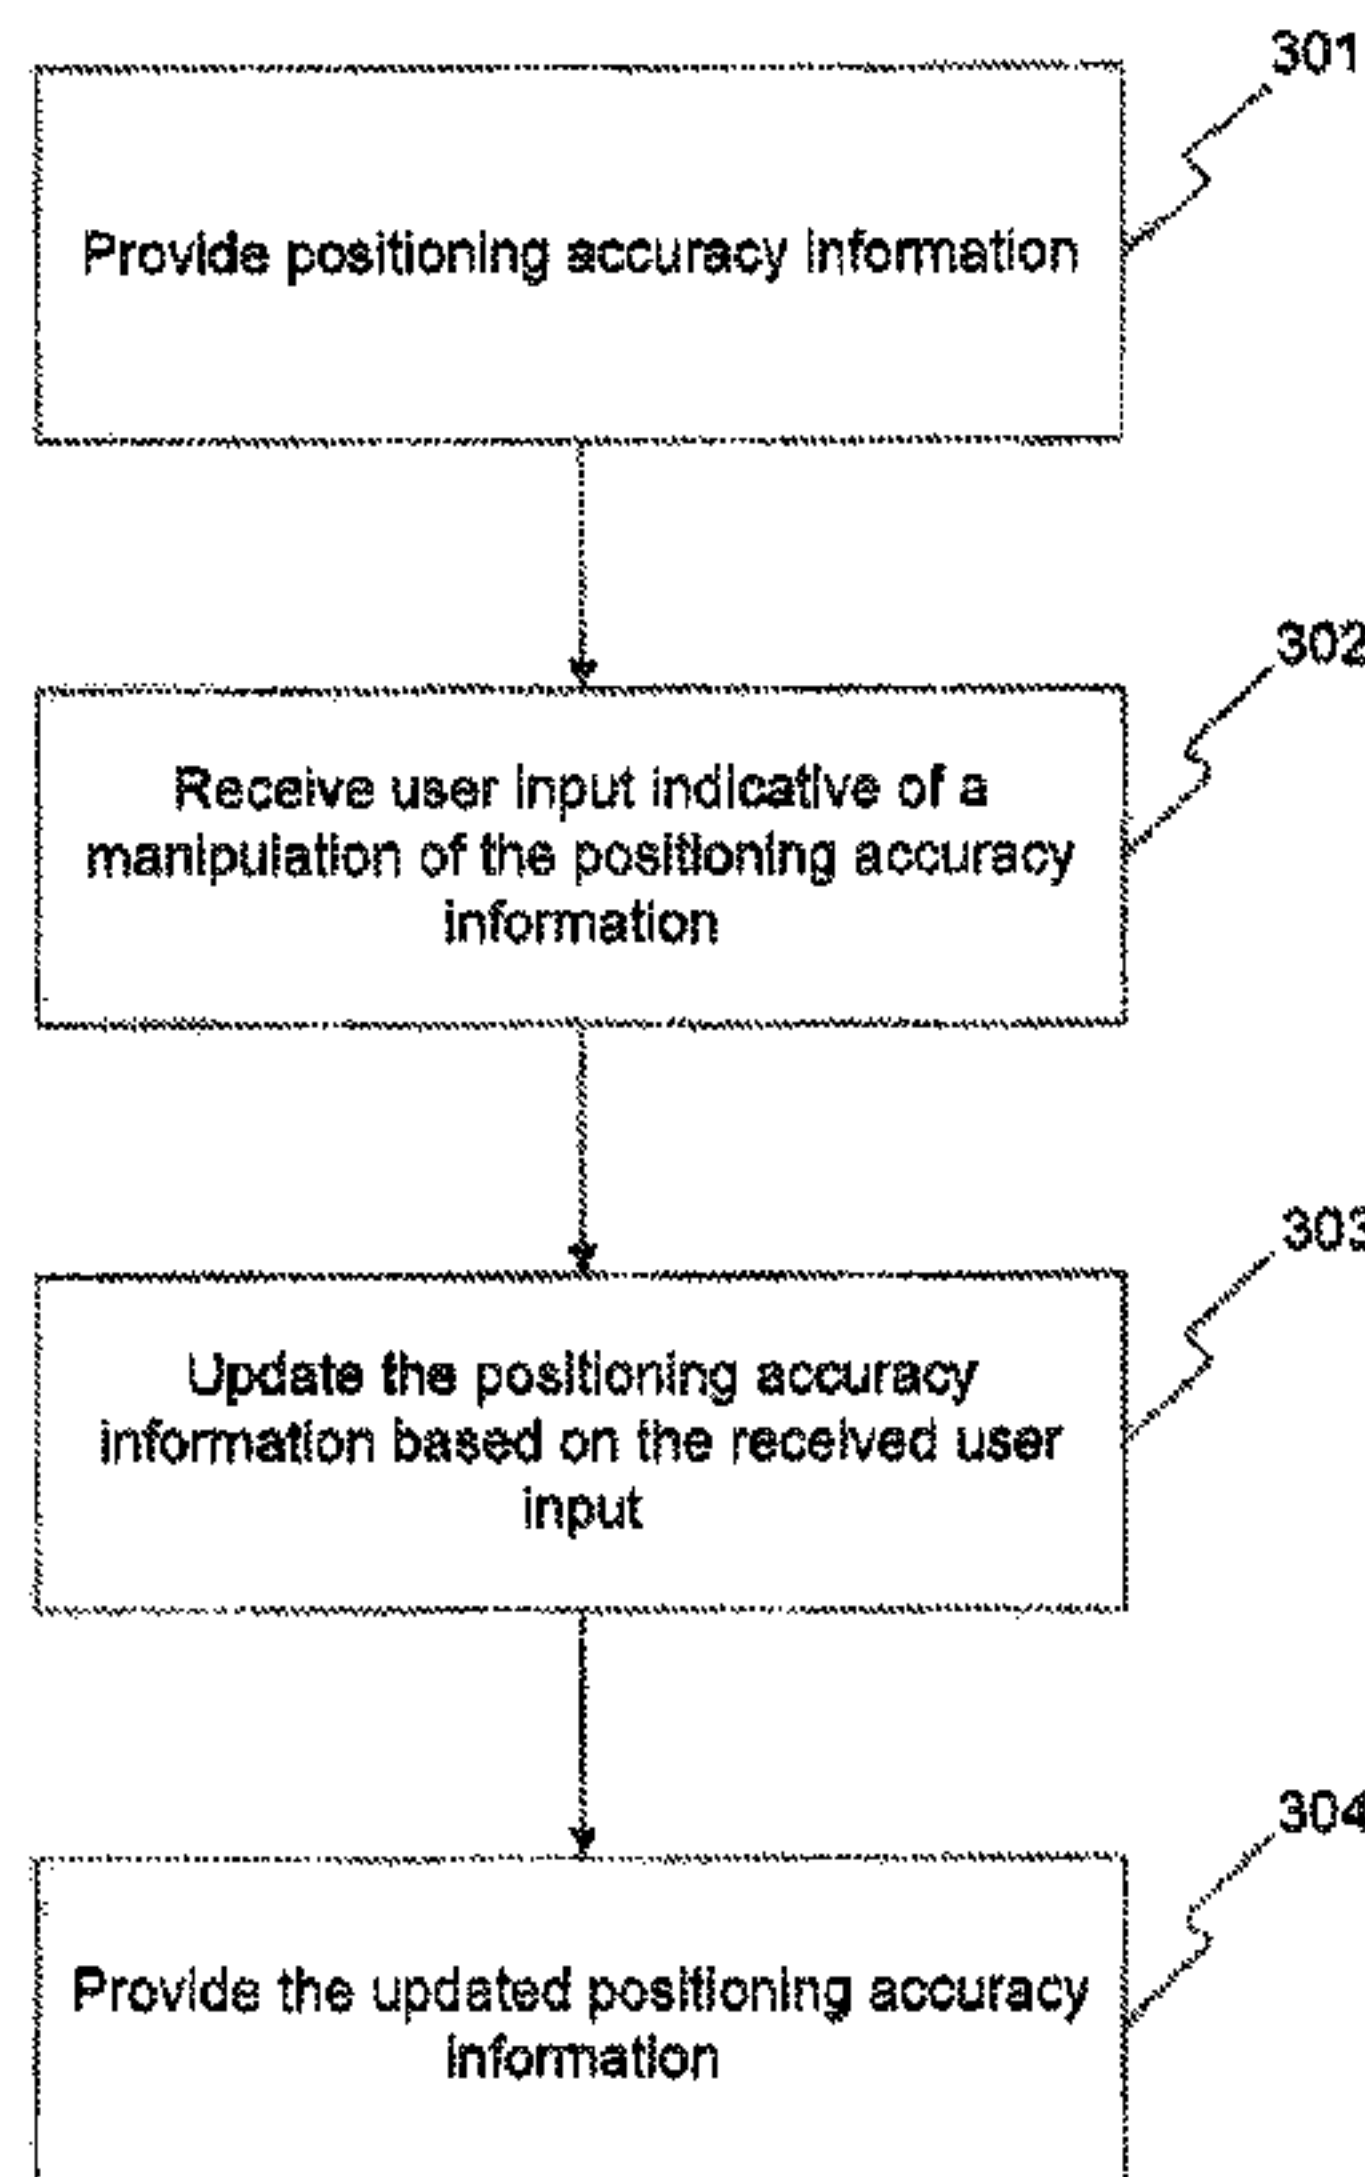 301
Provide positioning accuracy information
302
Receive user input indicative of a
manipulation of the positioning accuracy
information
303
Update the positioning accuracy
information based on the received user
input
304
Provide the updated positioning accuracy
information